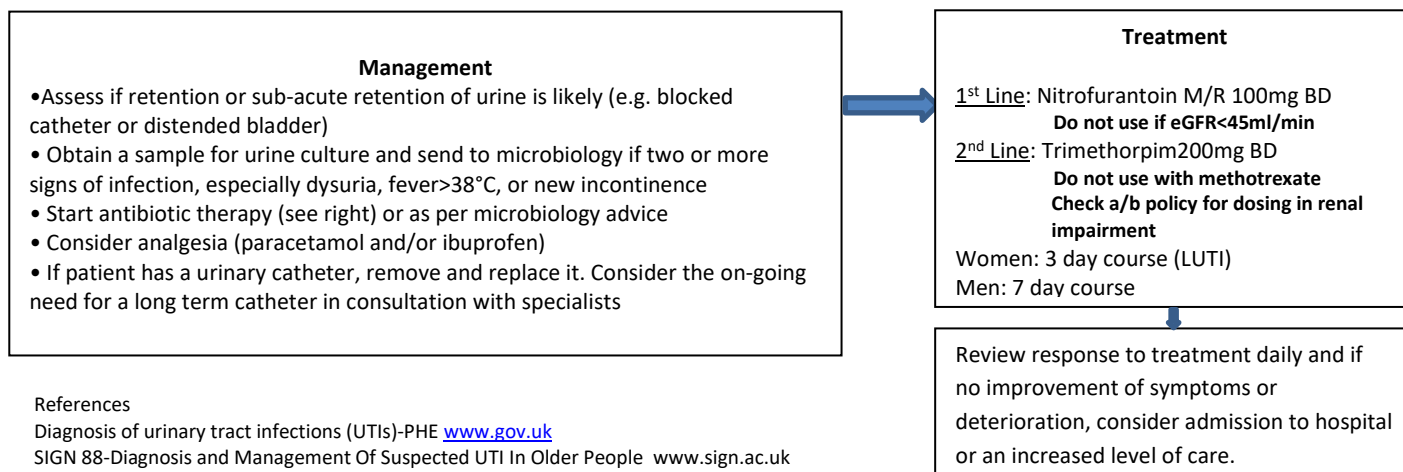 Management
•Assess if retention or sub-acute retention of urine is likely (e.g. blocked
catheter or distended bladder)
• Obtain a sample for urine culture and send to microbiology if two or more
signs of infection, especially dysuria, fever>38°C, or new incontinence
• Start antibiotic therapy (see right) or as per microbiology advice
• Consider analgesia (paracetamol and/or ibuprofen)
• If patient has a urinary catheter, remove and replace it. Consider the on-going
need for a long term catheter in consultation with specialists
Treatment
1st Line: Nitrofurantoin M/R 100mg BD
Do not use if eGFR<45ml/min
2nd Line: Trimethorpim200mg BD
Do not use with methotrexate
Check a/b policy for dosing in renal
impairment
Women: 3 day course (LUTI)
Men: 7 day course
Review response to treatment daily and if
no improvement of symptoms or
deterioration, consider admission to hospital
or an increased level of care.
References
Diagnosis of urinary tract infections (UTIs)-PHE www.gov.uk
SIGN 88-Diagnosis and Management Of Suspected UTI In Older People www.sign.ac.uk